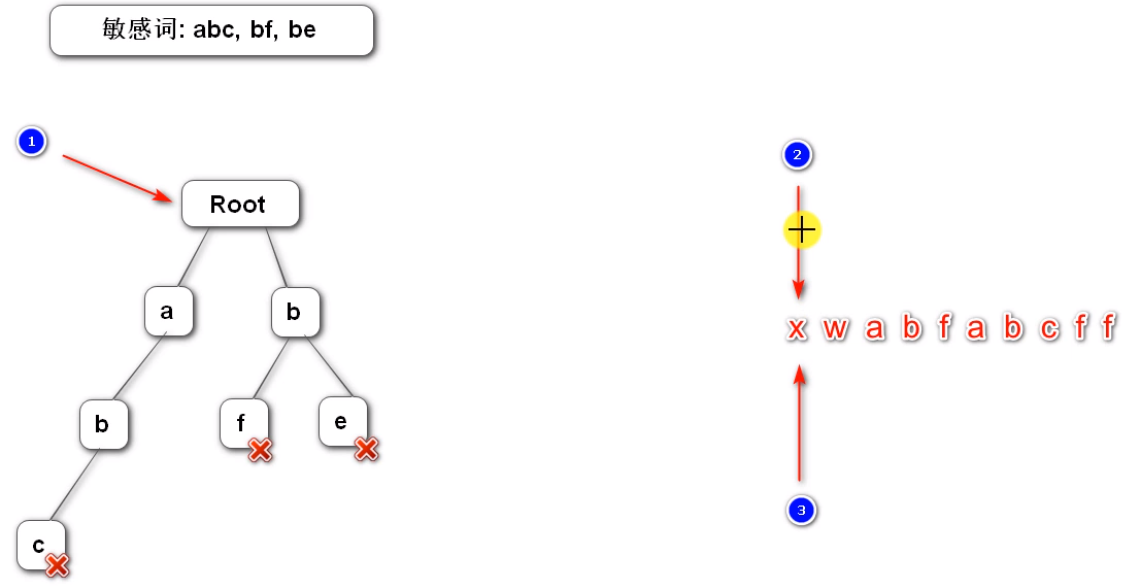 敏感词: abc, bf, be
1
2
Root
a
b
x w a b f a b c f f
b
f
e
3
c